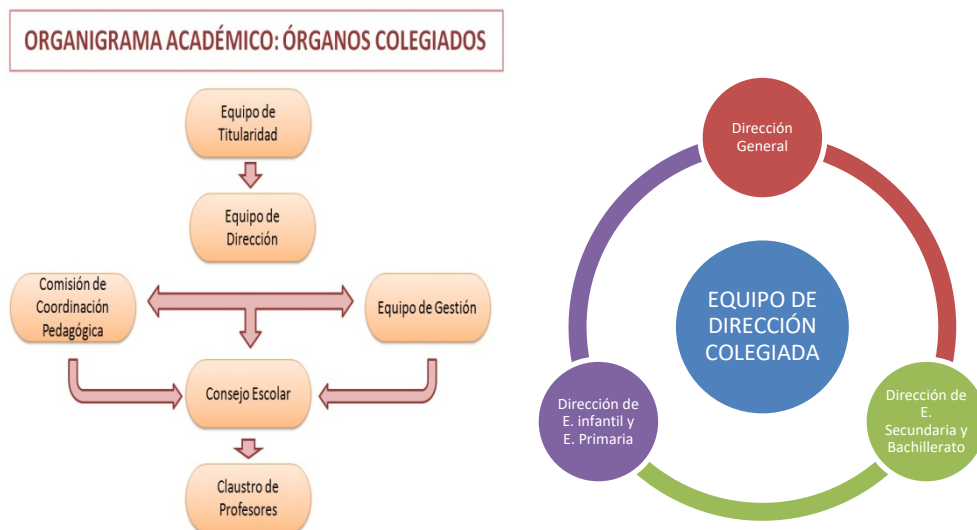 ORGANIGRAMA ACADÉMICO: ÓRGANOS COLEGIADOS
Equipo de
Titularidad
Equipo de
Dirección
Comisión de
Coordinación
Pedagógica
Equipo de Gestión
Consejo Escolar
Claustro de
Profesores
Dirección
General
EQUIPO DE
DIRECCIÓN
COLEGIADA
Dirección de
E. infantil y
E. Primaria
Dirección de
E.
Secundaria y
Bachillerato